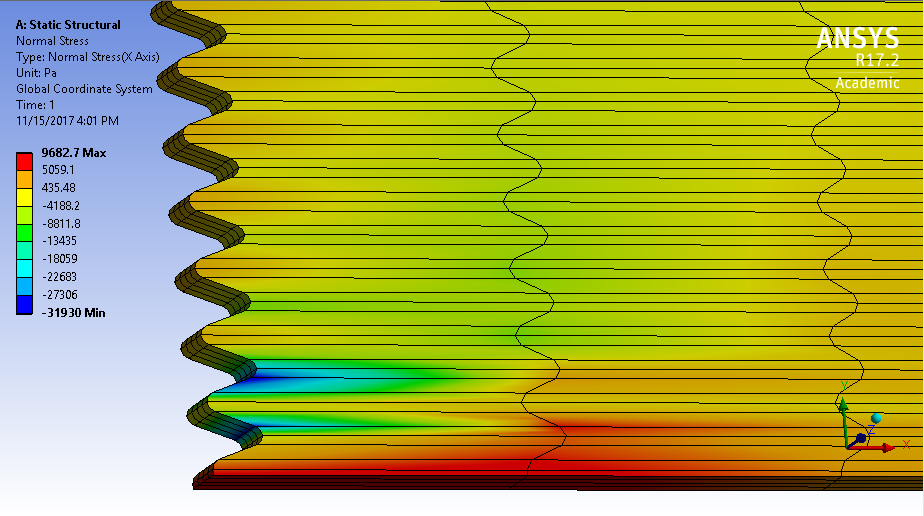 A: Static Structural
Normal Stress
Type: Normal Stress(X Axis)
Unit: Pa
Global Coordinate System
Time: 1
11/15/2017 4:01 PM
9682.7 Max
5059.1
435.48
-4188.2
-8811.8
-13435
-18059
-22683
-27306
-31930 Min
ANSYS
R17.2
Academic
Y
Z
X